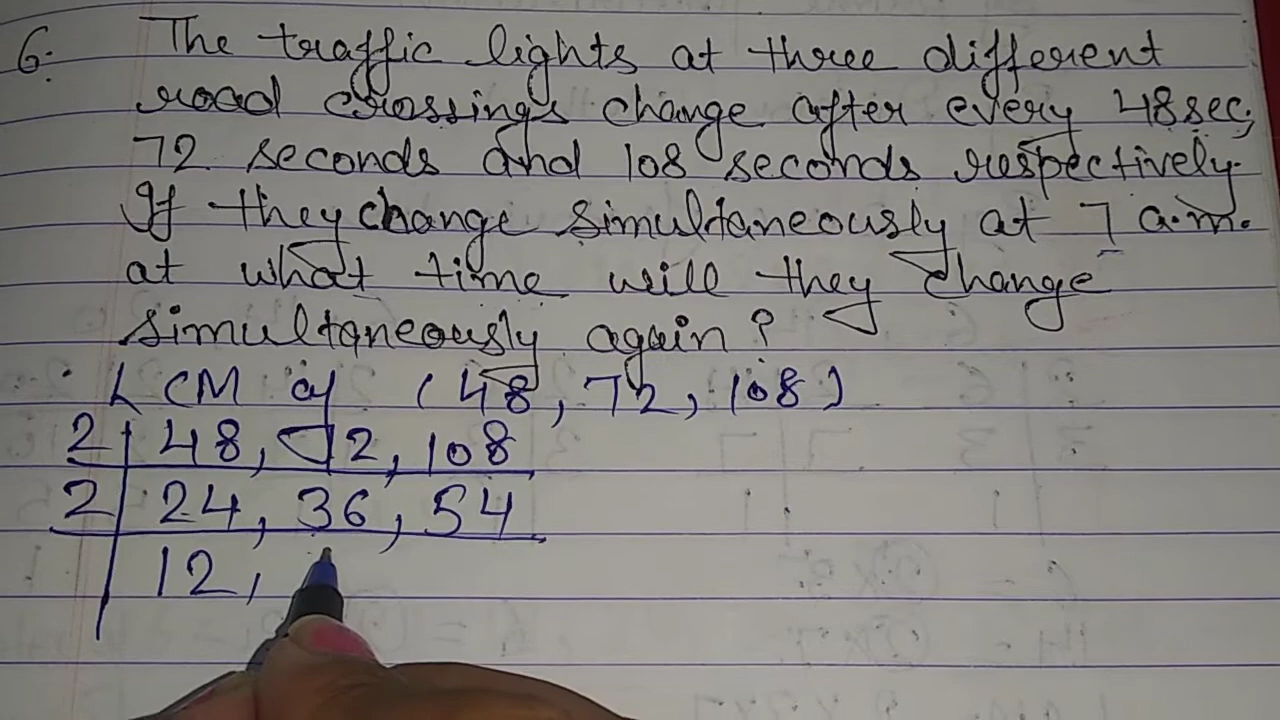 6. The traffic lights at three different
road crossings change after every 48 sec,
72 seconds and 108 seconds respectively.
If they change simultaneously at 7 a.m.
at what time will they change
simultaneously again?
LCM of (48, 72, 108)
2 48, 72, 108
2 24, 36, 54
12,